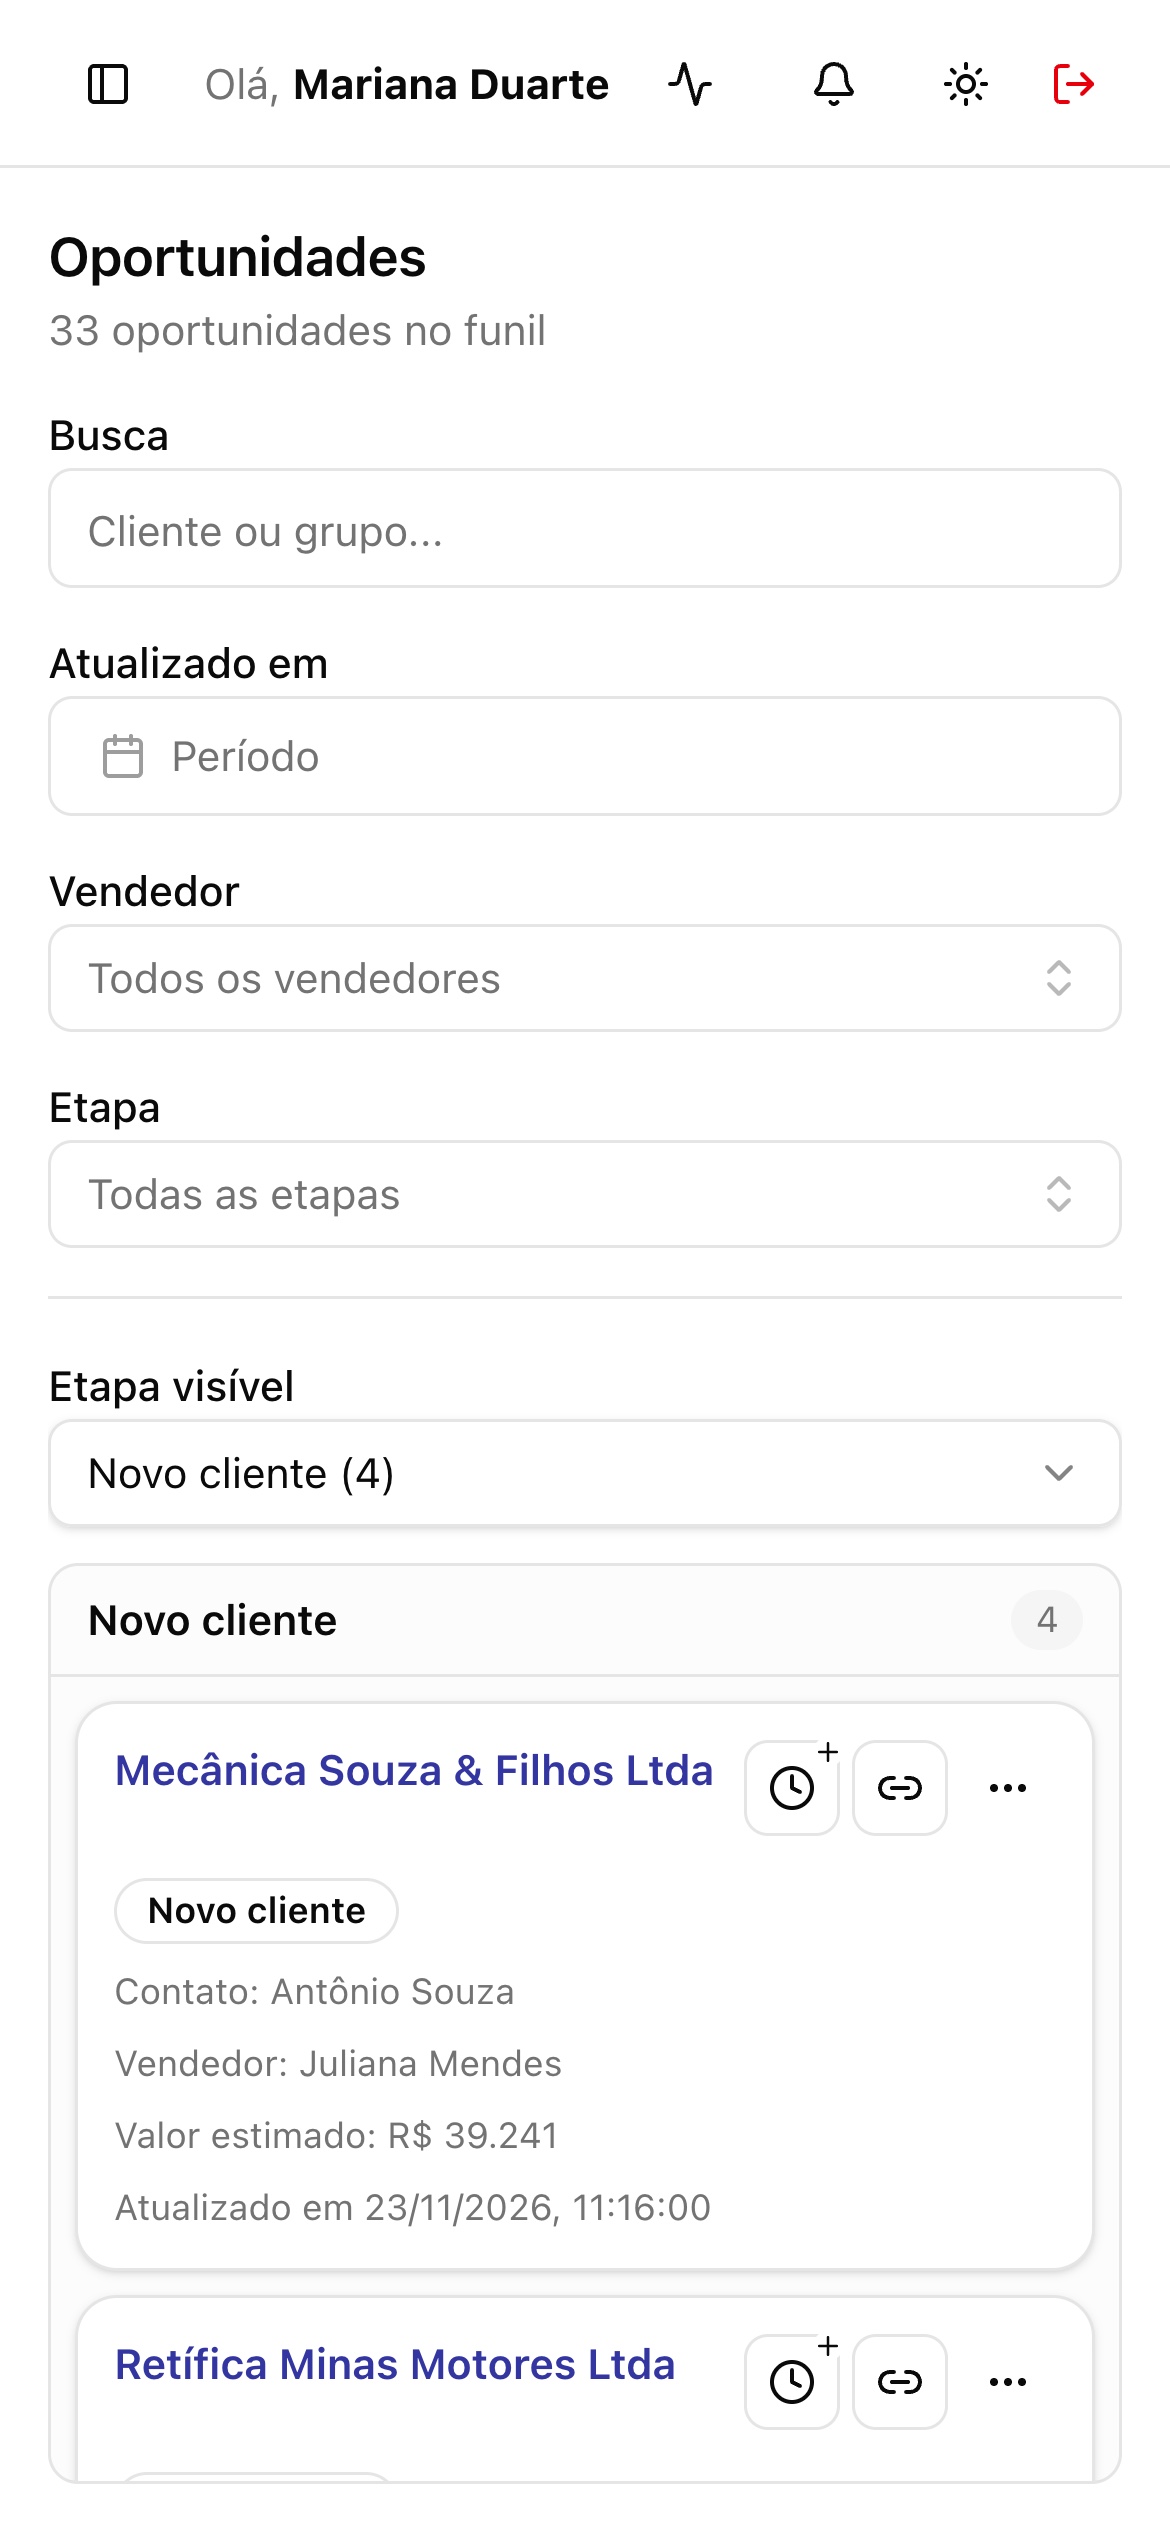 Olá, Mariana Duarte
Oportunidades
33 oportunidades no funil
Busca
Cliente ou grupo...
Atualizado em
Período
Vendedor
Todos os vendedores
Etapa
Todas as etapas
Etapa visível
Novo cliente (4)
Novo cliente
4
Mecânica Souza & Filhos Ltda
Novo cliente
Contato: Antônio Souza
Vendedor: Juliana Mendes
Valor estimado: R$ 39.241
Atualizado em 23/11/2026, 11:16:00
Retífica Minas Motores Ltda